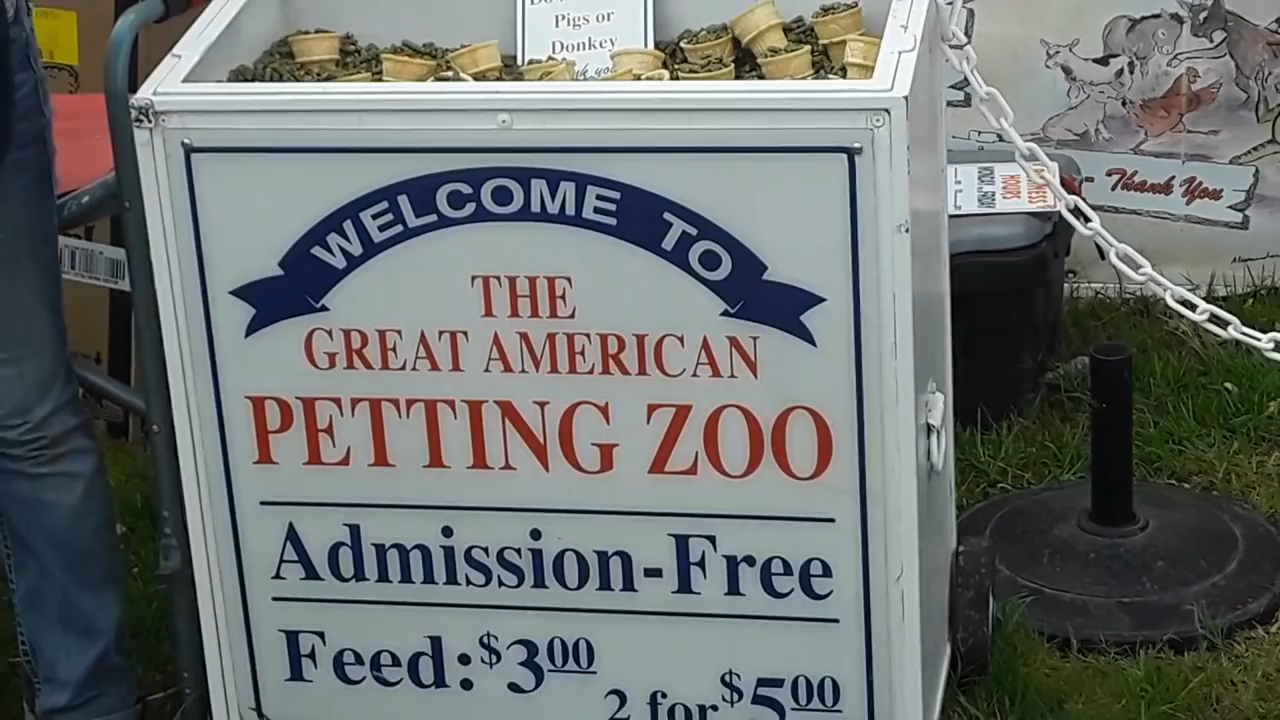 Pigs or
Donkey
WELCOME TO
THE
GREAT AMERICAN
PETTING ZOO
Admission-Free
Feed: $3 00
2 for $5 00
Thank You
HOURS